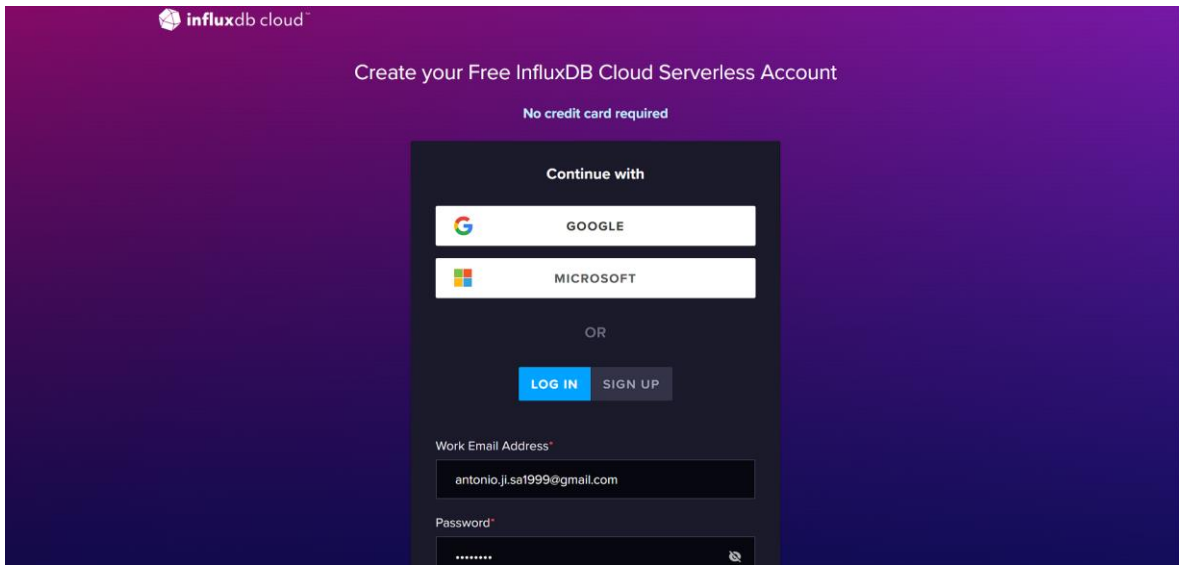 influxdb cloud™
Create your Free InfluxDB Cloud Serverless Account
No credit card required
Continue with
GOOGLE
MICROSOFT
OR
LOG IN SIGN UP
Work Email Address*
antonio.ji.sa1999@gmail.com
Password*
••••••••